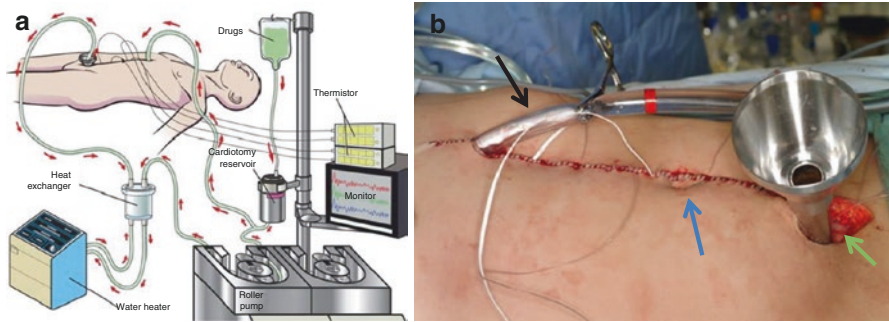 a
Drugs
Thermistor
Cardiotomy
reservoir
Heat
exchanger
Monitor
Water heater
Roller
pump
b